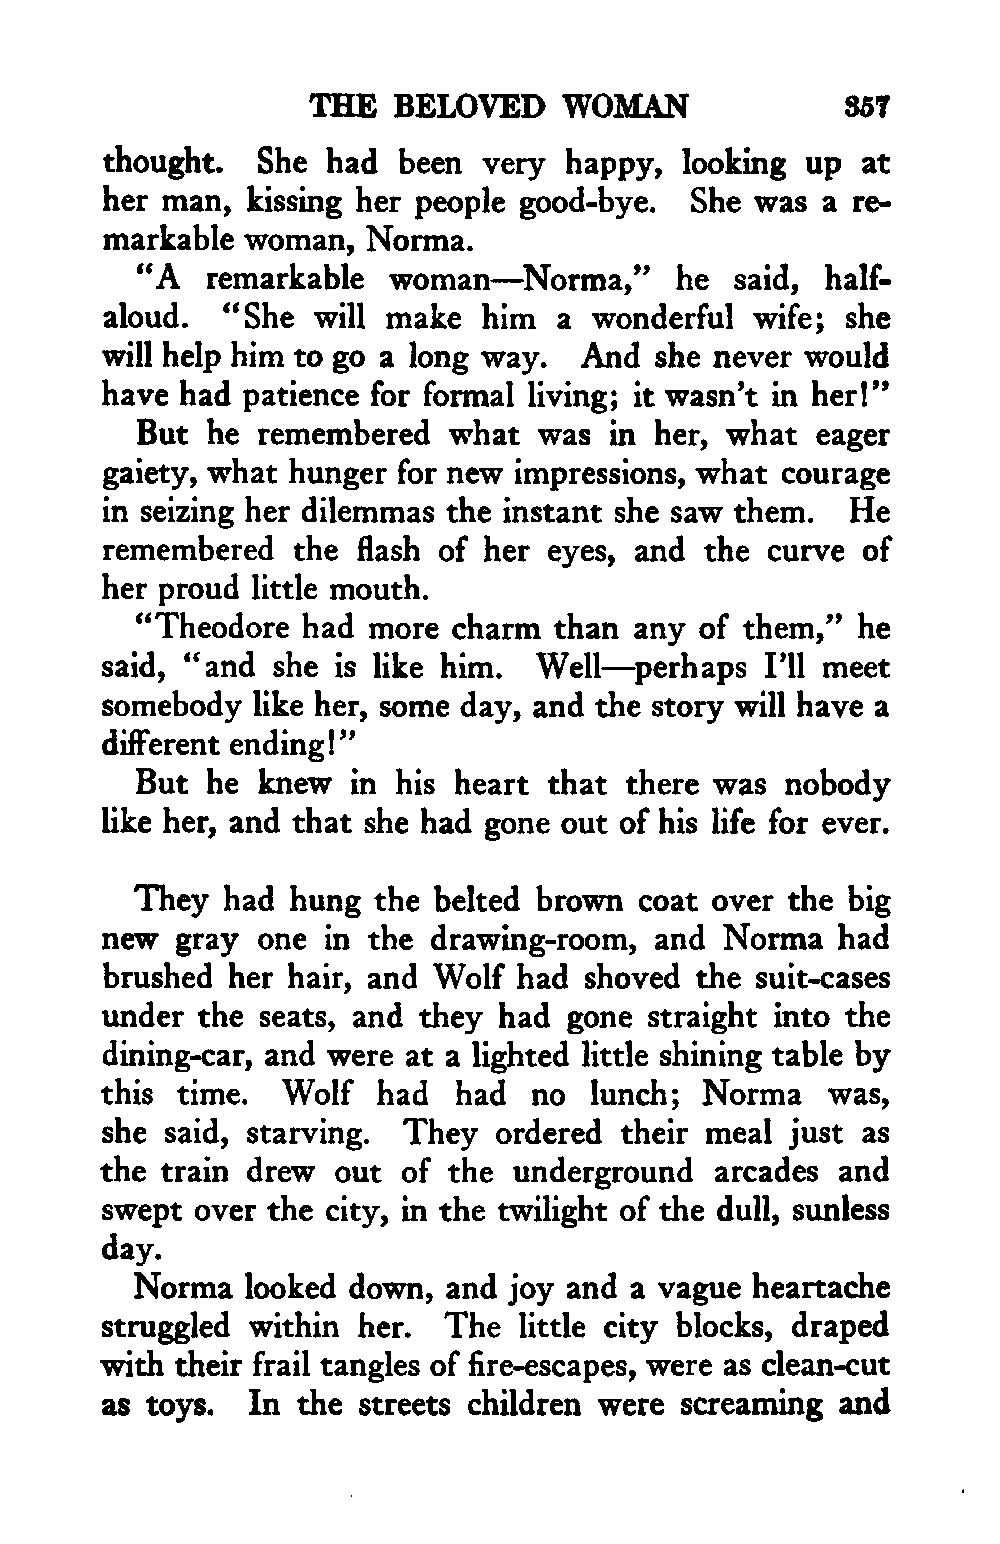 THE BELOVED WOMAN 357
thought. She had been very happy, looking up at
her man, kissing her people good-bye. She was a re-
markable woman, Norma.
"A remarkable woman—Norma," he said, half-
aloud. "She will make him a wonderful wife; she
will help him to go a long way. And she never would
have had patience for formal living; it wasn't in her!"
But he remembered what was in her, what eager
gaiety, what hunger for new impressions, what courage
in seizing her dilemmas the instant she saw them. He
remembered the flash of her eyes, and the curve of
her proud little mouth.
"Theodore had more charm than any of them," he
said, "and she is like him. Well—perhaps I'll meet
somebody like her, some day, and the story will have a
different ending!"
But he knew in his heart that there was nobody
like her, and that she had gone out of his life for ever.
They had hung the belted brown coat over the big
new gray one in the drawing-room, and Norma had
brushed her hair, and Wolf had shoved the suit-cases
under the seats, and they had gone straight into the
dining-car, and were at a lighted little shining table by
this time. Wolf had had no lunch; Norma was,
she said, starving. They ordered their meal just as
the train drew out of the underground arcades and
swept over the city, in the twilight of the dull, sunless
day.
Norma looked down, and joy and a vague heartache
struggled within her. The little city blocks, draped
with their frail tangles of fire-escapes, were as clean-cut
as toys. In the streets children were screaming and